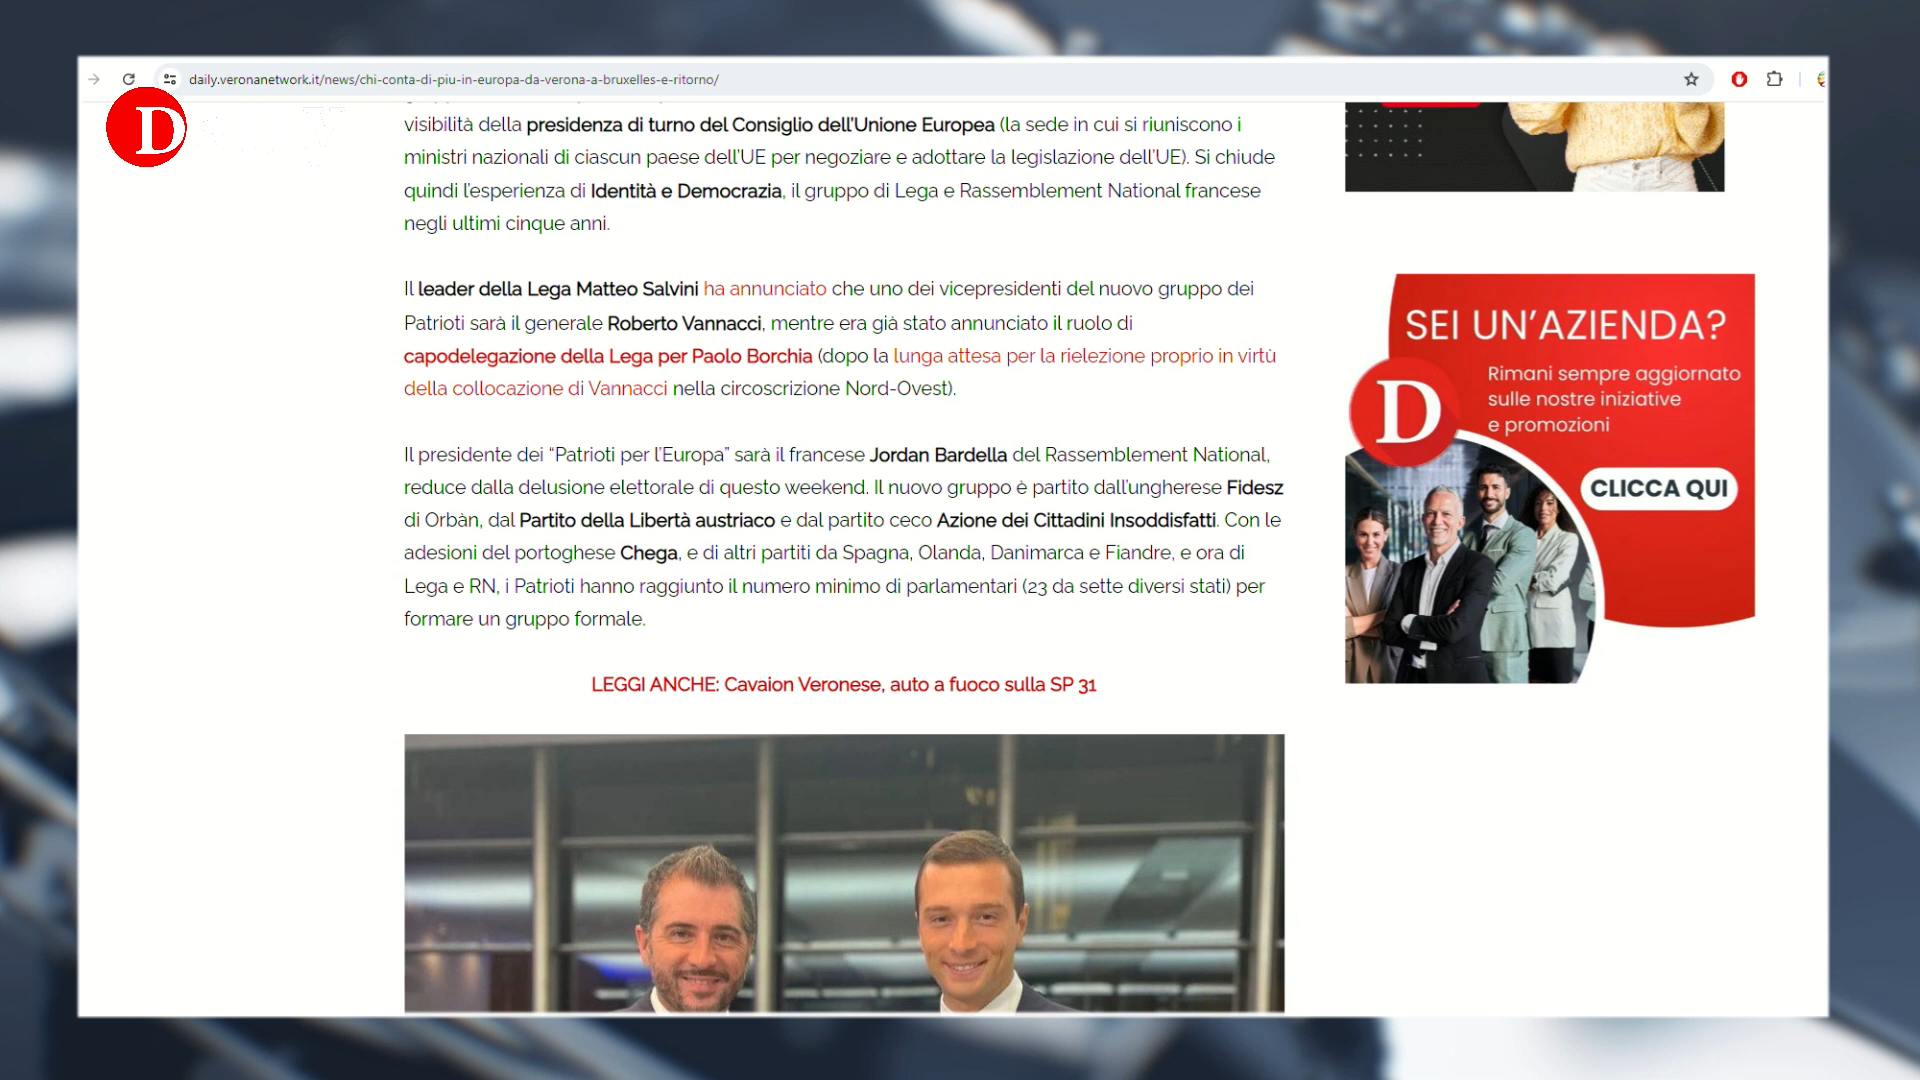 daily.veronanetwork.it/news/chi-conta-di-piu-in-europa-da-verona-a-bruxelles-e-ritorno/
D
visibilità della presidenza di turno del Consiglio dell'Unione Europea (la sede in cui si riuniscono i
ministri nazionali di ciascun paese dell'UE per negoziare e adottare la legislazione dell'UE). Si chiude
quindi l'esperienza di Identità e Democrazia, il gruppo di Lega e Rassemblement National francese
negli ultimi cinque anni.
Il leader della Lega Matteo Salvini ha annunciato che uno dei vicepresidenti del nuovo gruppo dei
Patrioti sarà il generale Roberto Vannacci, mentre era già stato annunciato il ruolo di
capodelegazione della Lega per Paolo Borchia (dopo la lunga attesa per la rielezione proprio in virtù
della collocazione di Vannacci nella circoscrizione Nord-Ovest).
Il presidente dei “Patrioti per l'Europa” sarà il francese Jordan Bardella del Rassemblement National,
reduce dalla delusione elettorale di questo weekend. Il nuovo gruppo è partito dall'ungherese Fidesz
di Orbàn, dal Partito della Libertà austriaco e dal partito ceco Azione dei Cittadini Insoddisfatti. Con le
adesioni del portoghese Chega, e di altri partiti da Spagna, Olanda, Danimarca e Fiandre, e ora di
Lega e RN, i Patrioti hanno raggiunto il numero minimo di parlamentari (23 da sette diversi stati) per
formare un gruppo formale.
LEGGI ANCHE: Cavaion Veronese, auto a fuoco sulla SP 31
SEI UN'AZIENDA?
Rimani sempre aggiornato
sulle nostre iniziative
e promozioni
D
CLICCA QUI